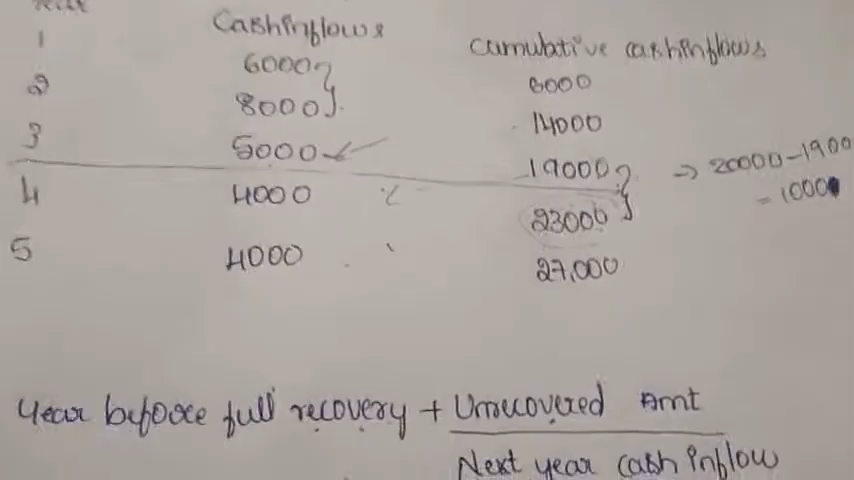 Cashinflows
cumulative cashinflows
1 6000 6000
2 8000 14000
3 5000 19000 → 20000-1900
= 1000
4 4000 23000
5 4000 27,000
Year before full recovery + Unrecovered Amt
Next year cash inflow